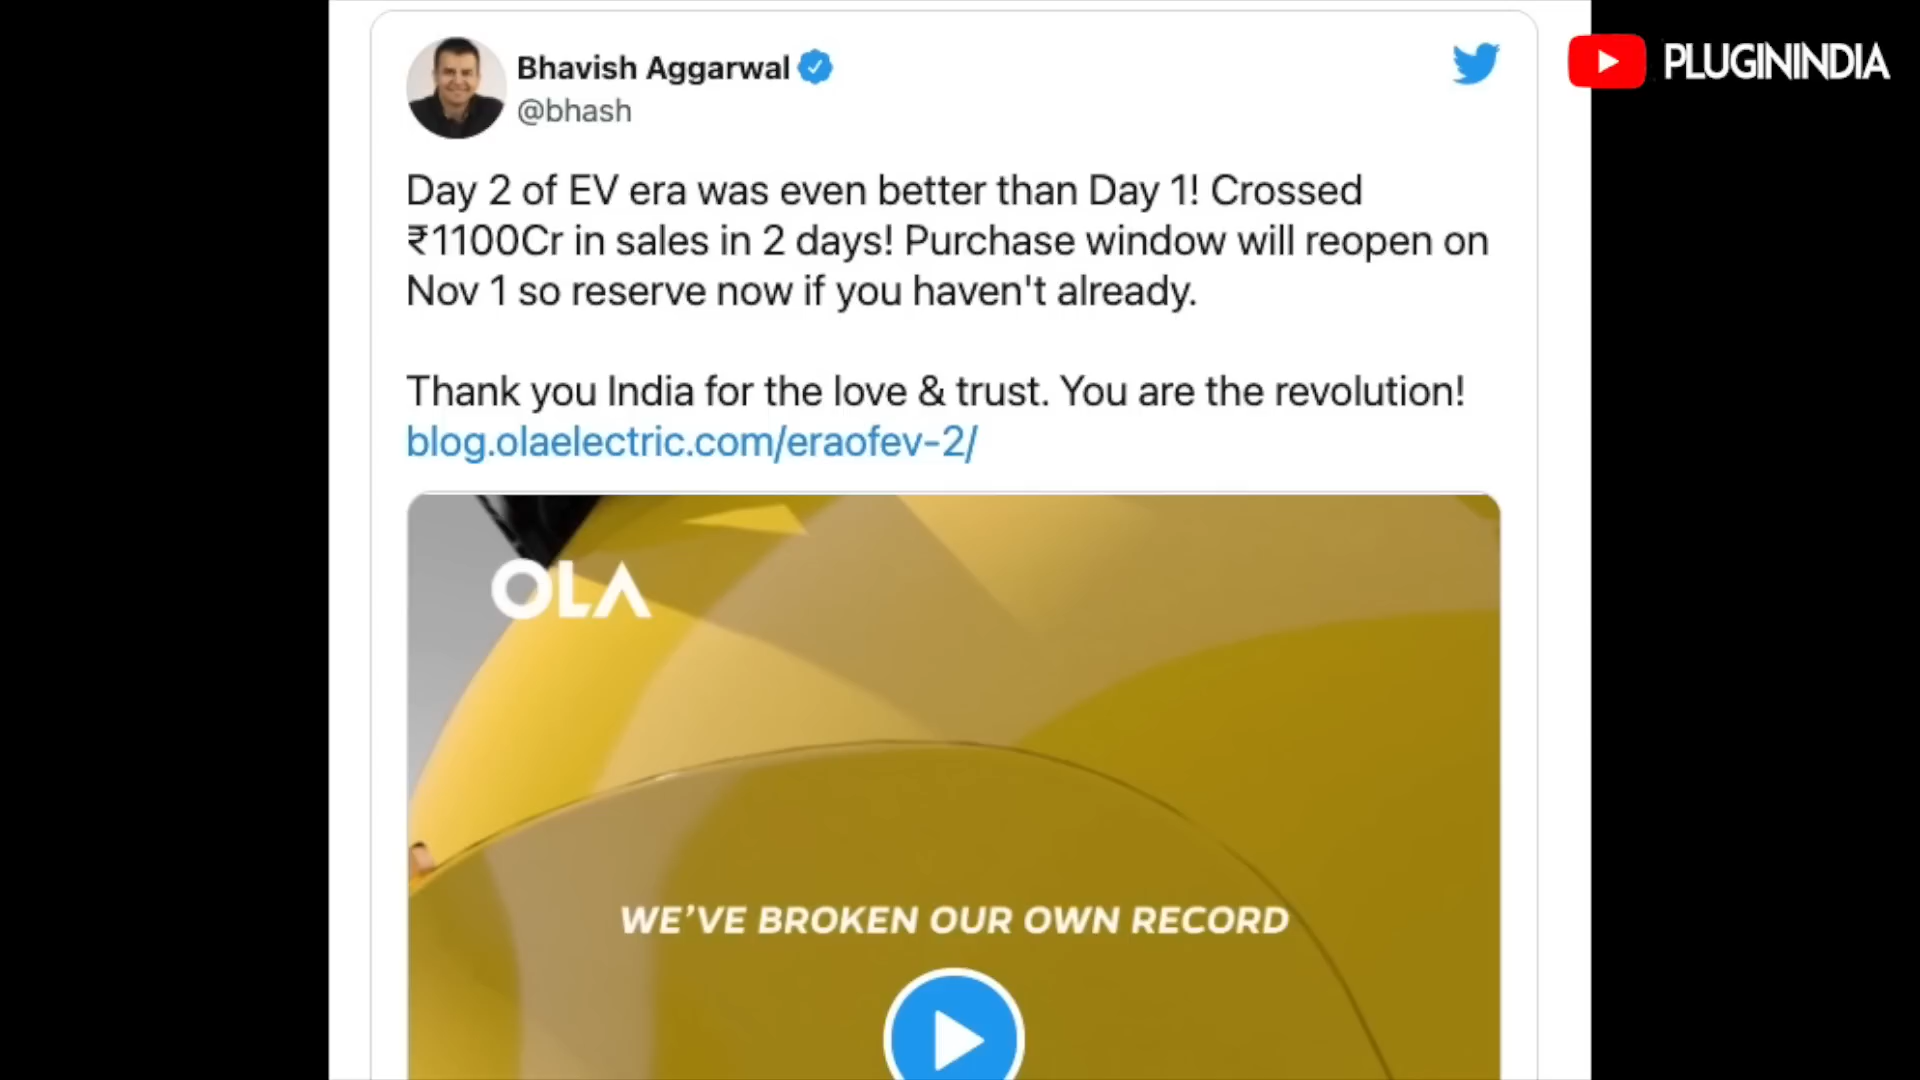 Bhavish Aggarwal
@bhash
PLUGININDIA
Day 2 of EV era was even better than Day 1! Crossed
₹1100Cr in sales in 2 days! Purchase window will reopen on
Nov 1 so reserve now if you haven't already.
Thank you India for the love & trust. You are the revolution!
blog.olaelectric.com/eraofev-2/
OLA
WE'VE BROKEN OUR OWN RECORD